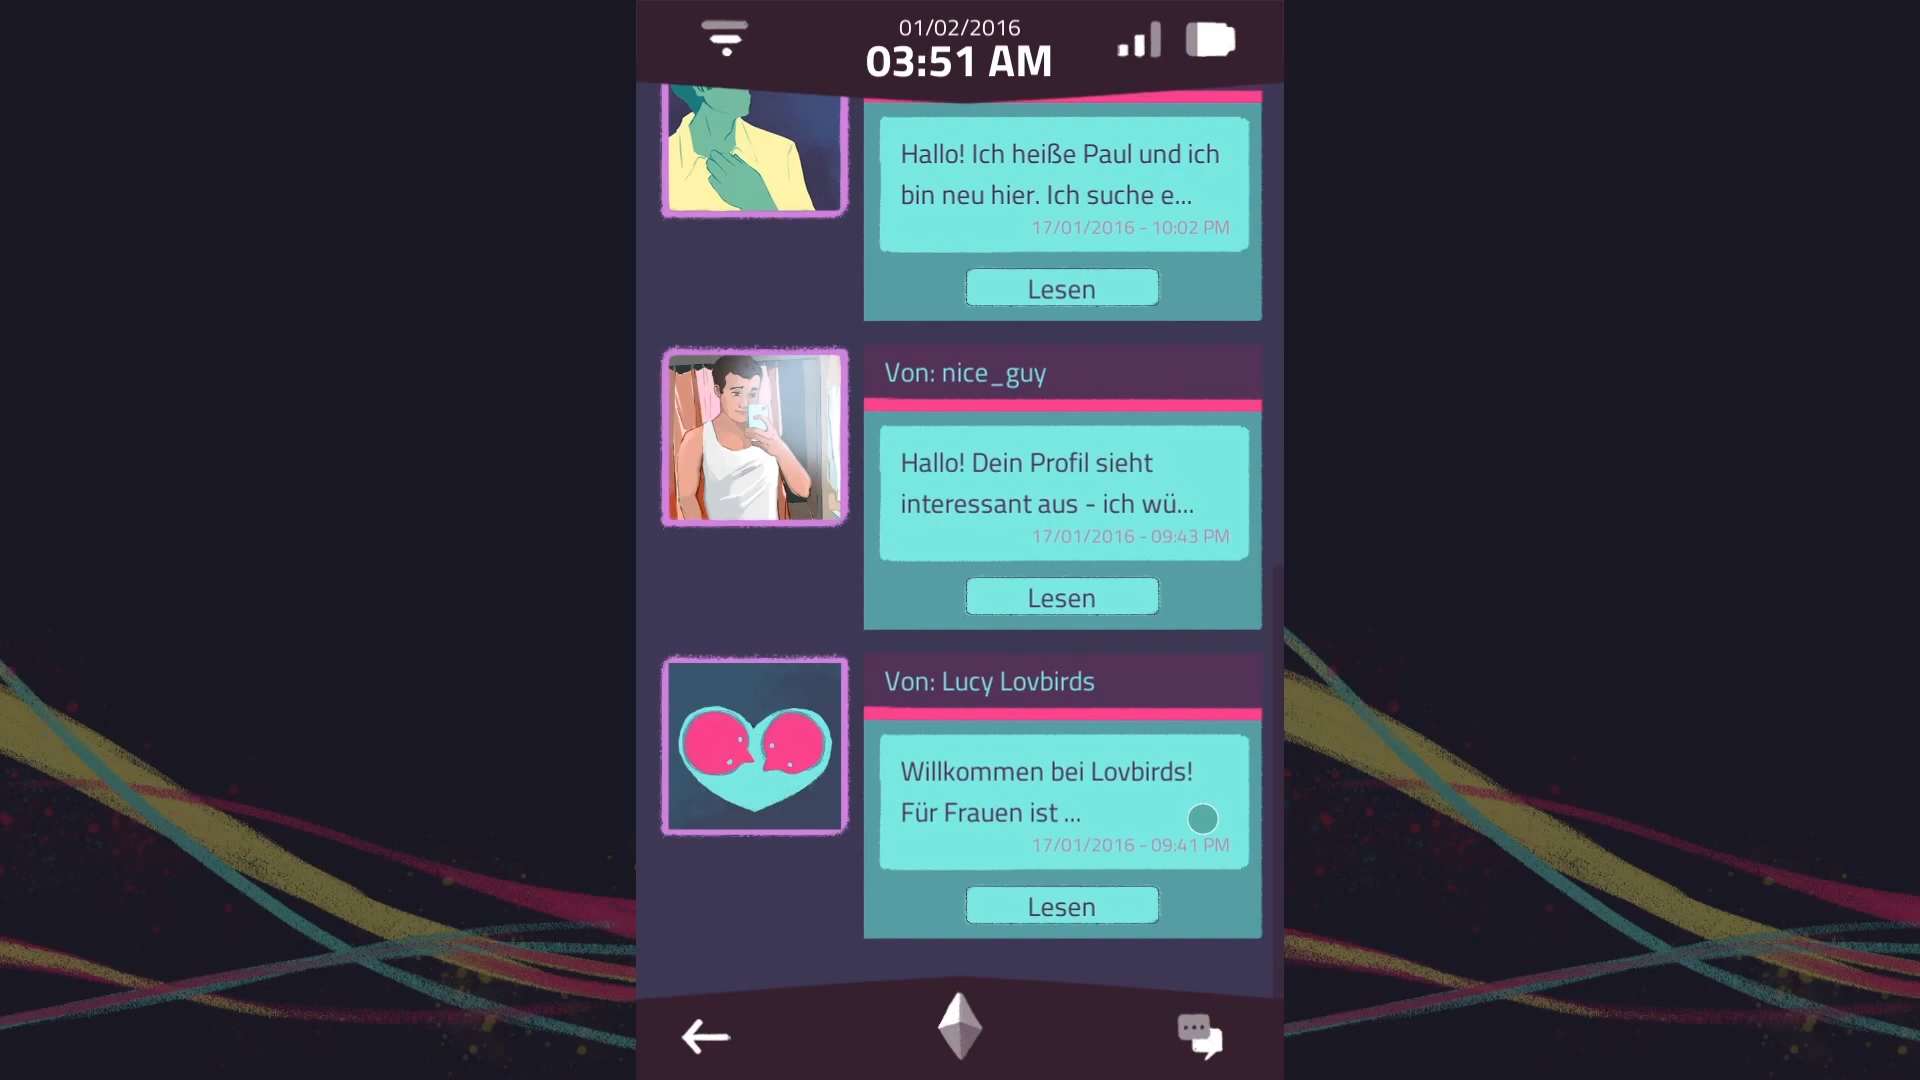 01/02/2016
03:51 AM
Hallo! Ich heiße Paul und ich
bin neu hier. Ich suche e...
17/01/2016 - 10:02 PM
Lesen
Von: nice_guy
Hallo! Dein Profil sieht
interessant aus - ich wü...
17/01/2016 - 09:43 PM
Lesen
Von: Lucy Lovbirds
Willkommen bei Lovbirds!
Für Frauen ist ...
17/01/2016 - 09:41 PM
Lesen